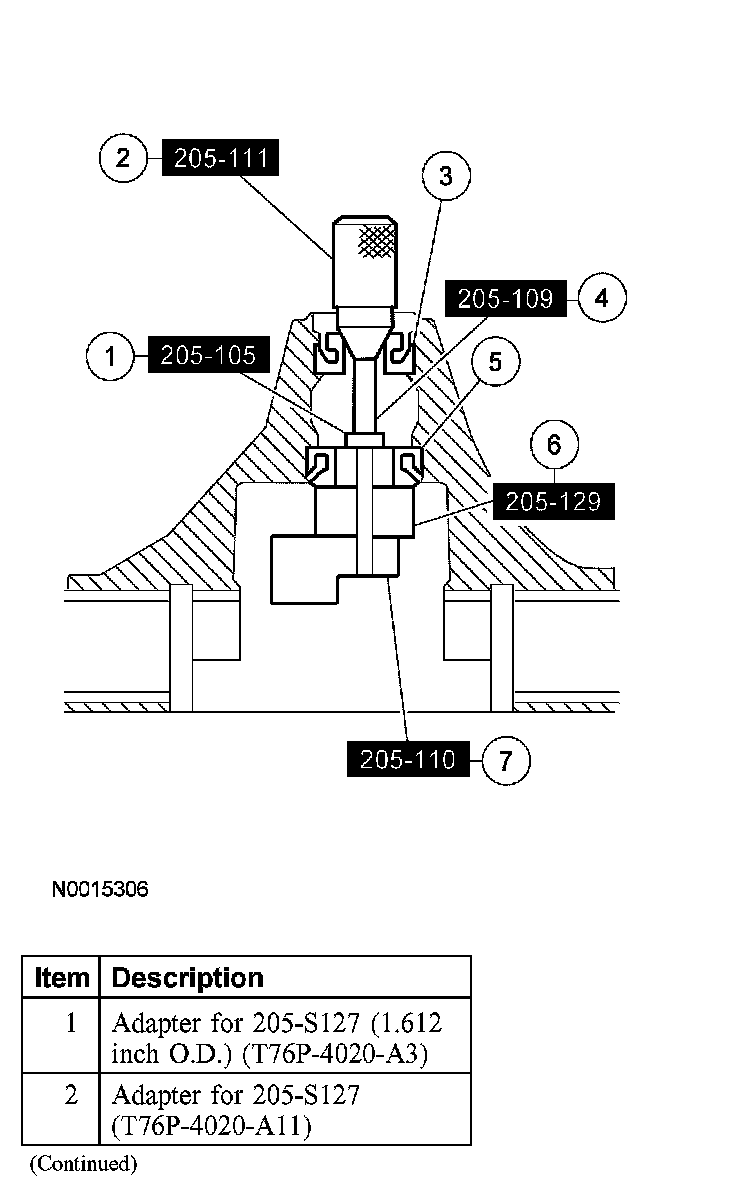 2 205-111
3
205-109 4
1 205-105
5
6
205-129
205-110 7
N0015306
Item Description
1 Adapter for 205-S127 (1.612
inch O.D.) (T76P-4020-A3)
2 Adapter for 205-S127
(T76P-4020-A11)
(Continued)